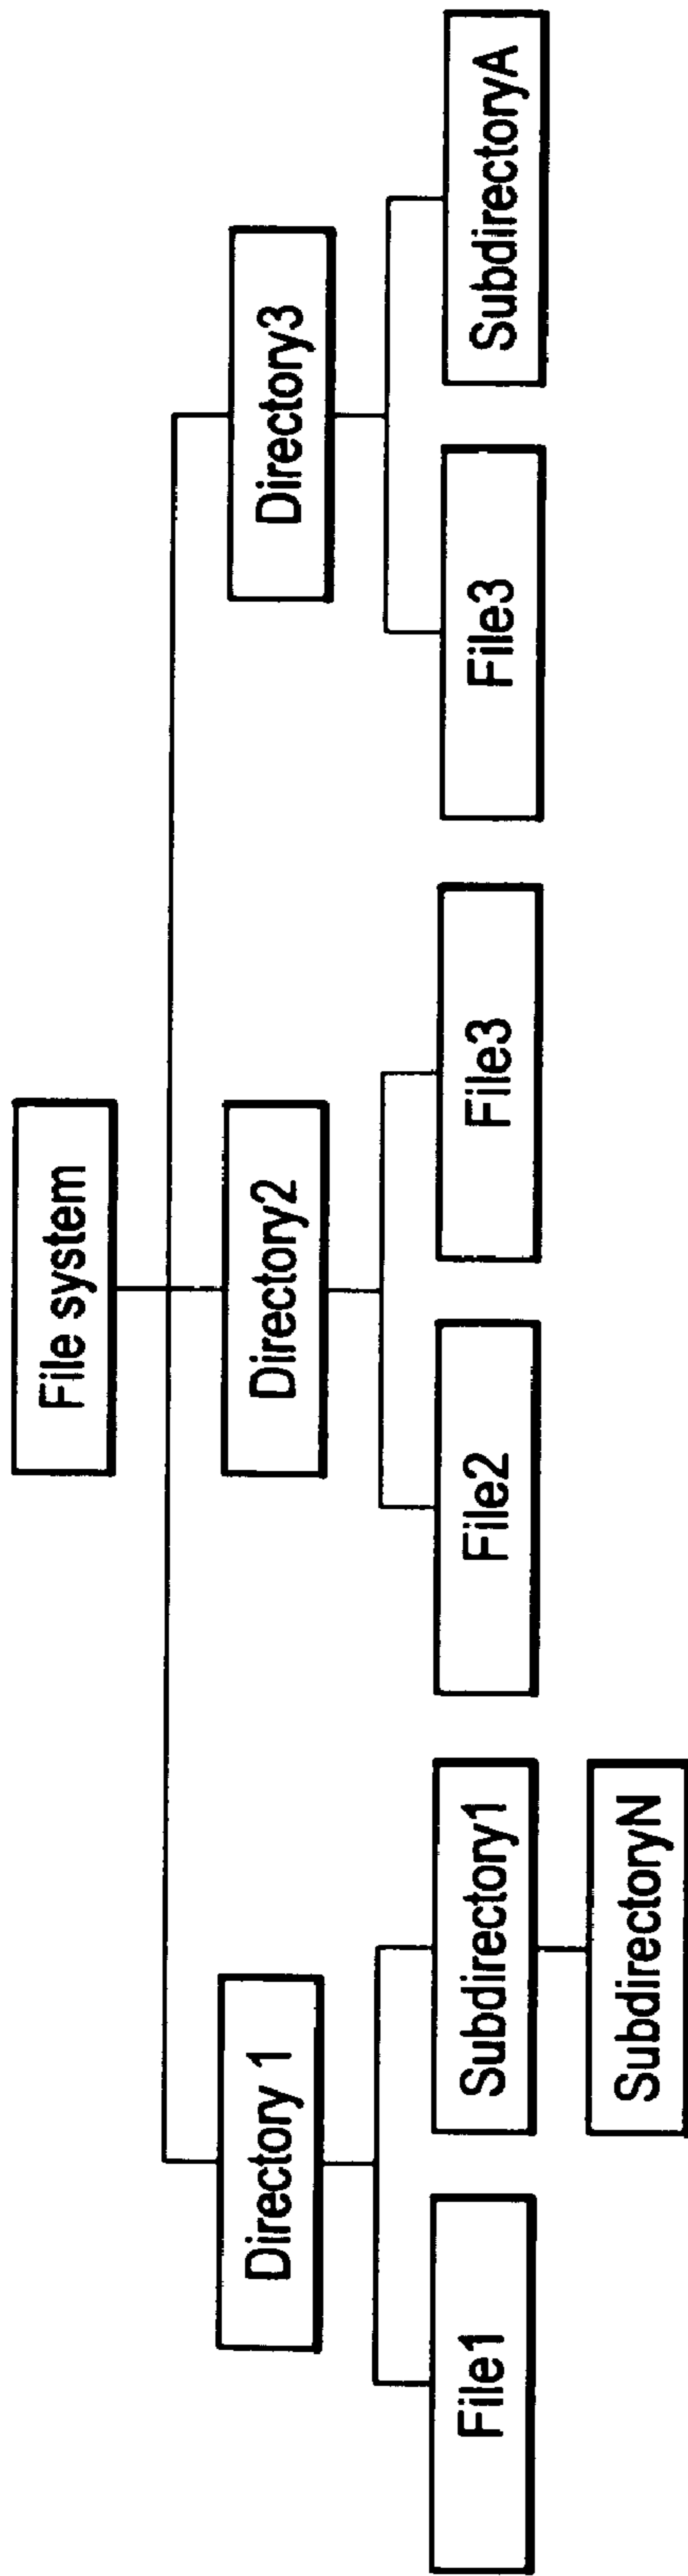 File system
Directory 1
Directory2
Directory3
File1
Subdirectory1
File2
File3
File3
SubdirectoryA
SubdirectoryN